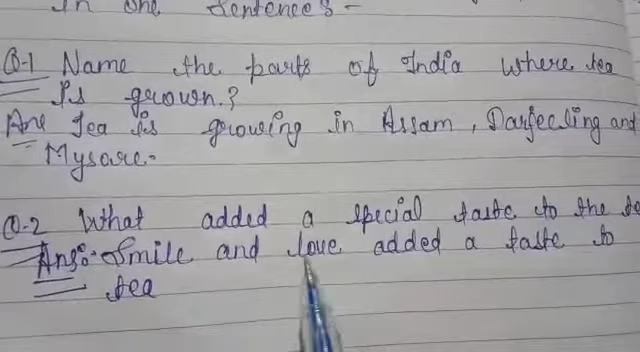 In one Sentences -
Q-1 Name the parts of India where tea
is grown.?
Ans Tea is growing in Assam, Darjeeling and
Mysare.
Q-2 What added a special taste to the
Ans:- Smile and love added a taste to
tea